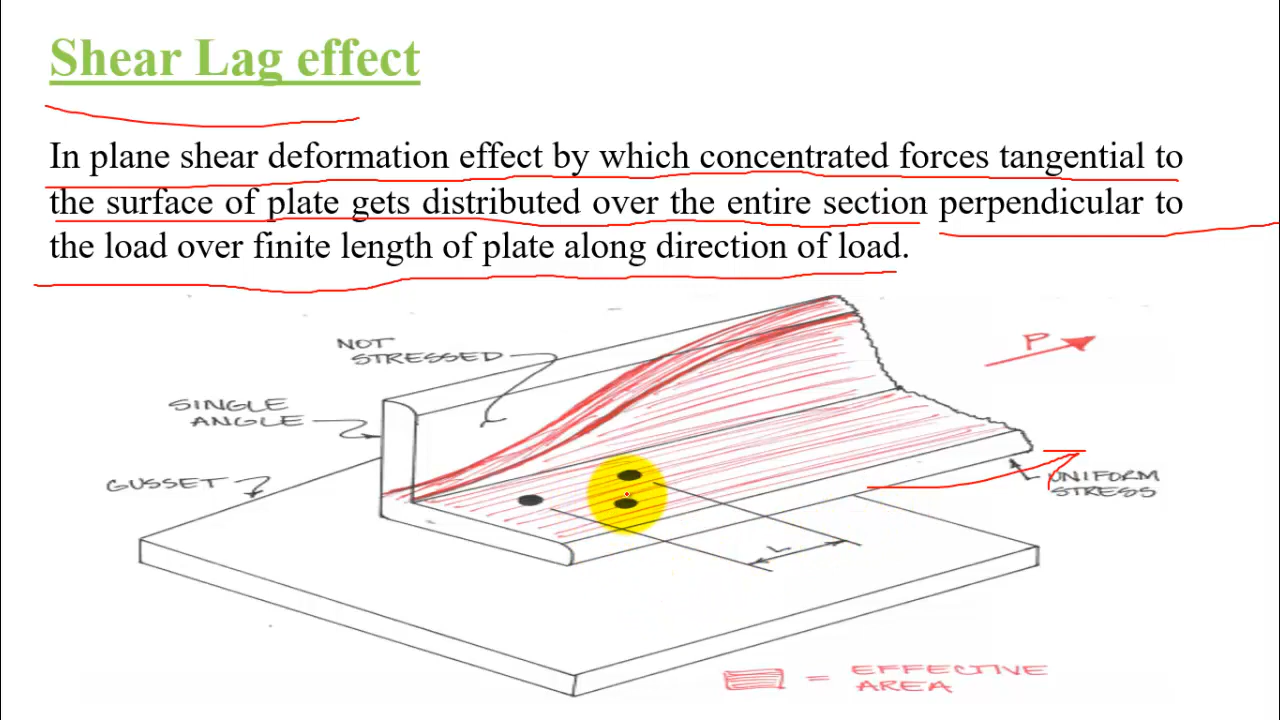 Shear Lag effect
In plane shear deformation effect by which concentrated forces tangential to
the surface of plate gets distributed over the entire section perpendicular to
the load over finite length of plate along direction of load.
NOT
STRESSED
P
SINGLE
ANGLE
GUSSET
UNIFORM
STRESS
L
= EFFECTIVE
AREA